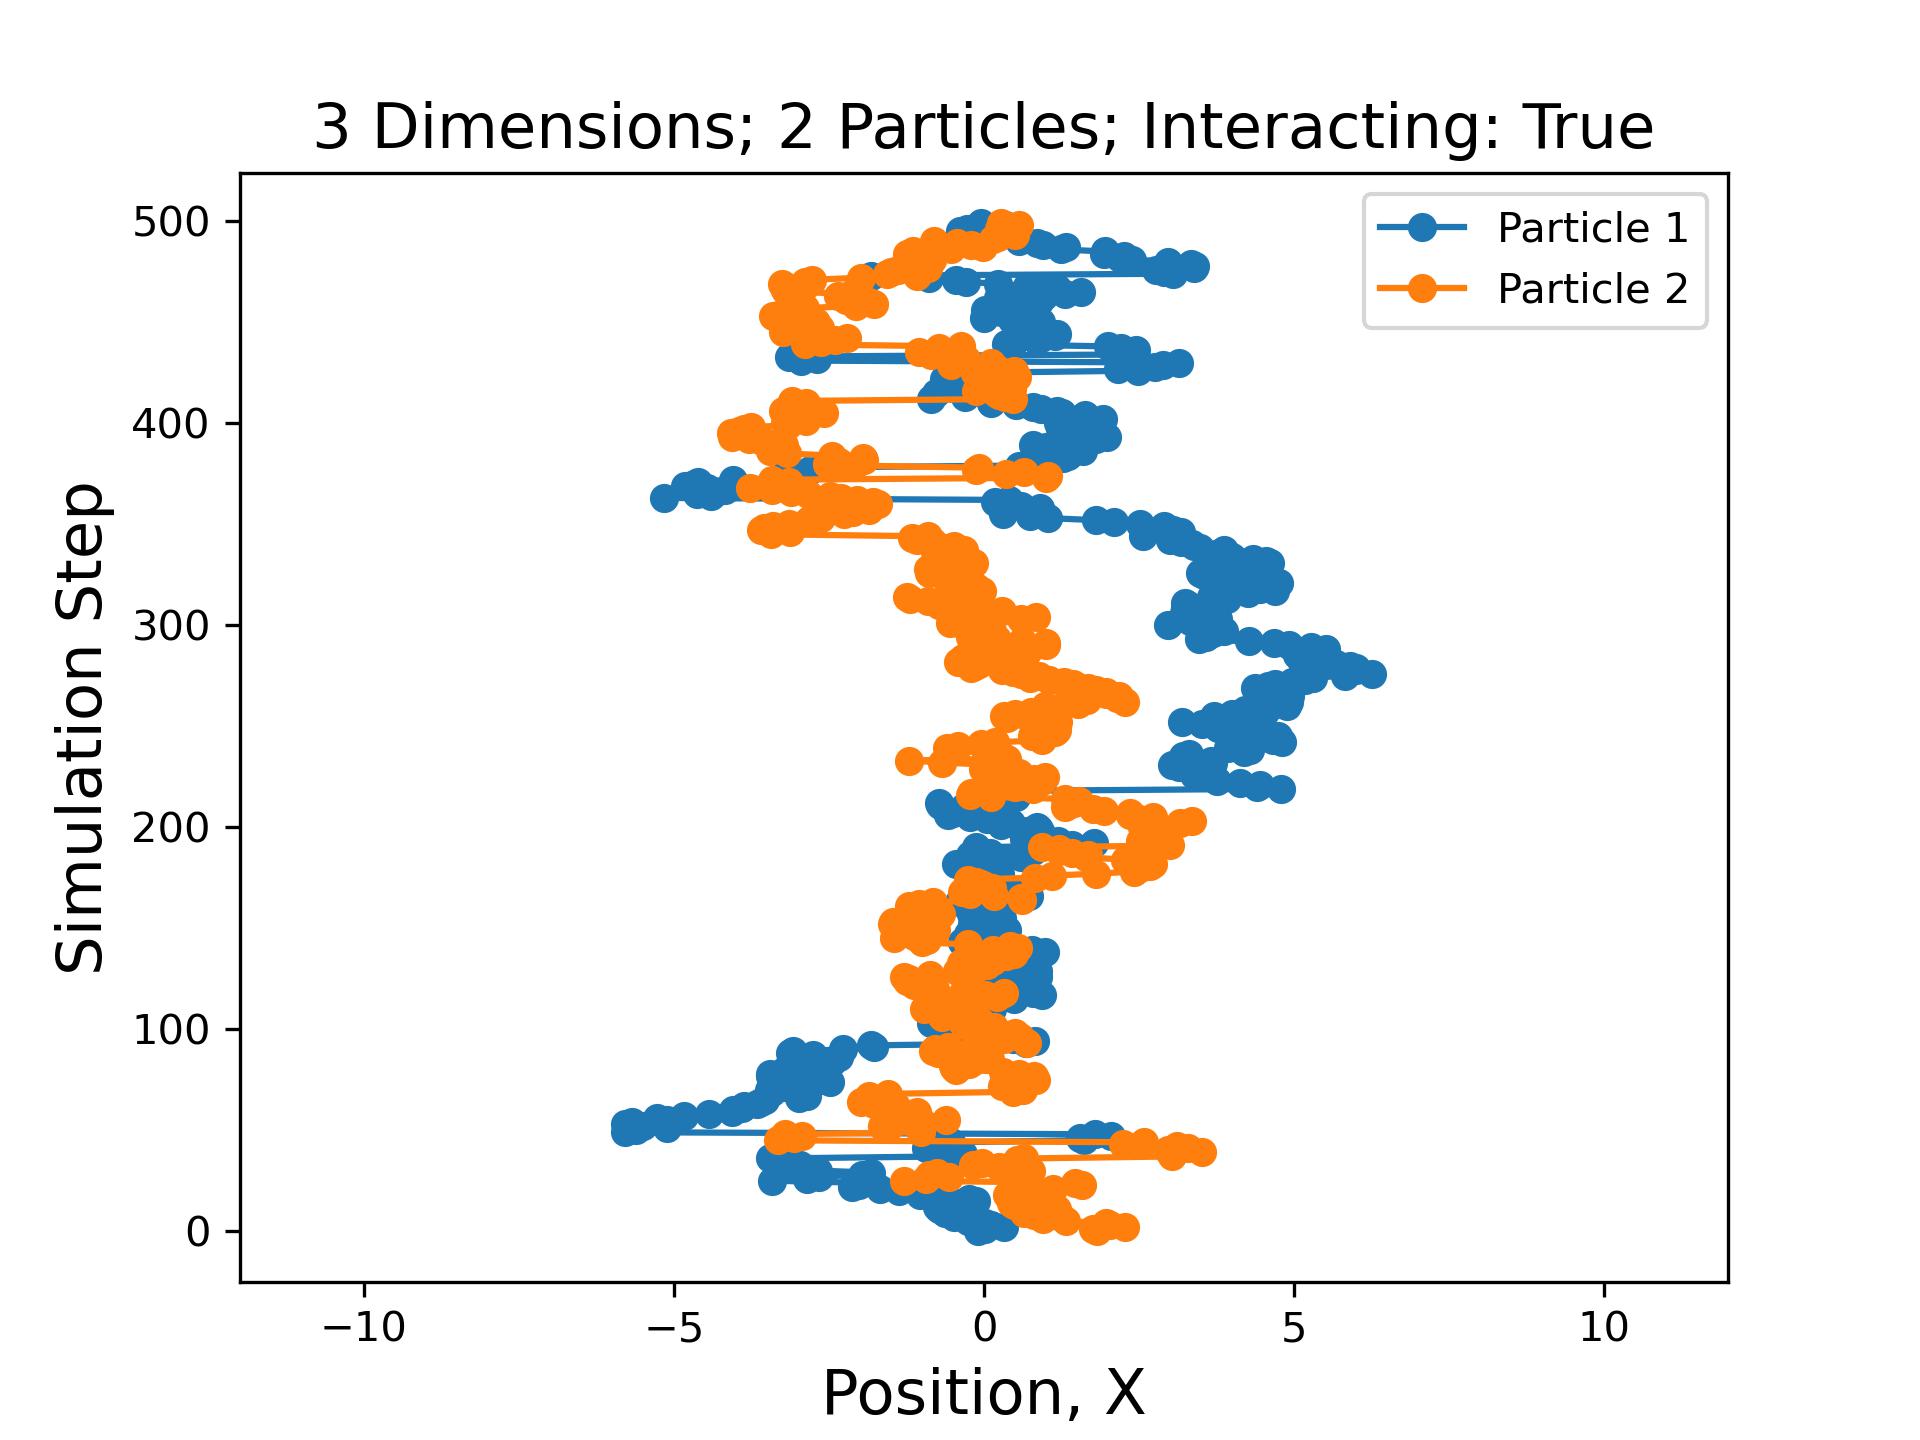 3 Dimensions; 2 Particles; Interacting: True
Particle 1
Particle 2
500
400
300
200
100
0
Simulation Step
−10
−5
0
5
10
Position, X